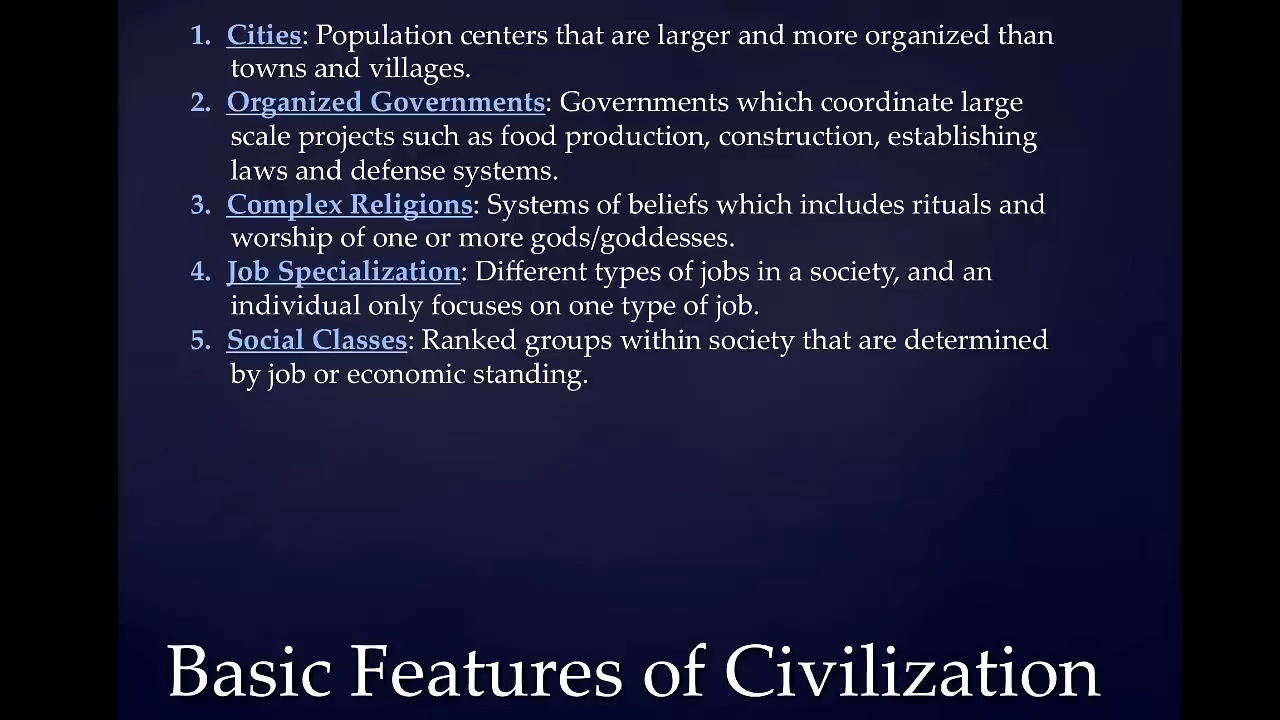 1. Cities: Population centers that are larger and more organized than
towns and villages.
2. Organized Governments: Governments which coordinate large
scale projects such as food production, construction, establishing
laws and defense systems.
3. Complex Religions: Systems of beliefs which includes rituals and
worship of one or more gods/goddesses.
4. Job Specialization: Different types of jobs in a society, and an
individual only focuses on one type of job.
5. Social Classes: Ranked groups within society that are determined
by job or economic standing.
Basic Features of Civilization